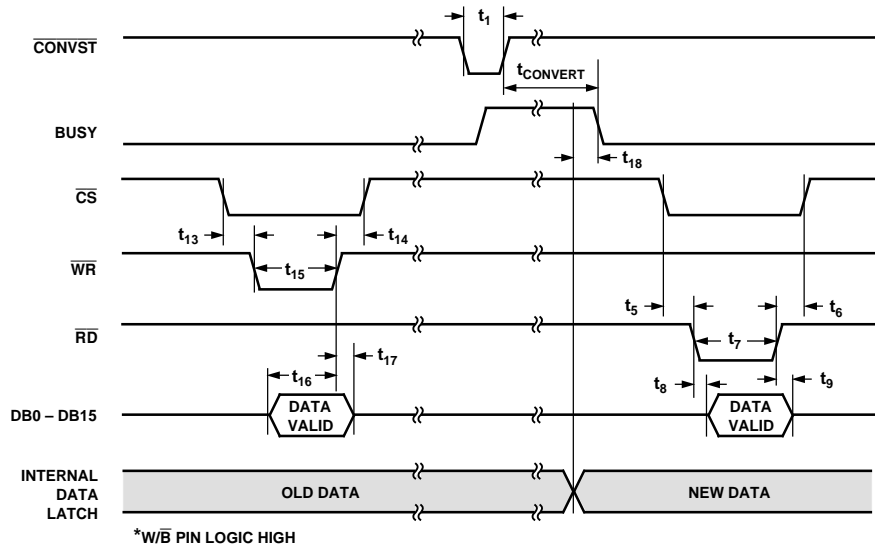 t1
CONVST
tCONVERT
BUSY
t18
CS
t13
t14
WR
t15
t5
t6
RD
t7
t16
t17
t8
t9
DB0 – DB15
DATA
VALID
DATA
VALID
INTERNAL
DATA
LATCH
OLD DATA
NEW DATA
*W/B PIN LOGIC HIGH